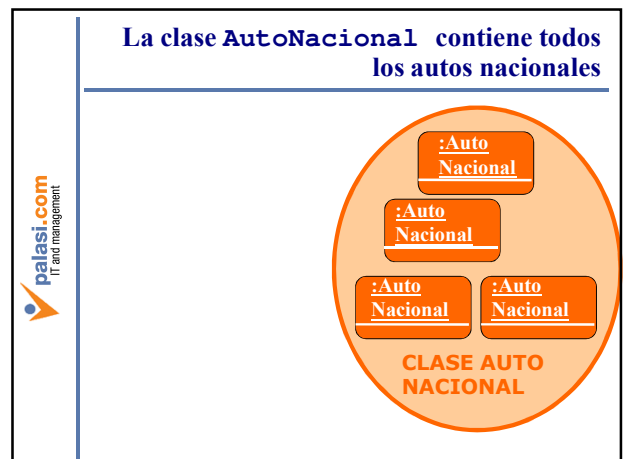 La clase AutoNacional contiene todos
los autos nacionales
palasi.com
IT and management
:Auto
Nacional
:Auto
Nacional
:Auto
Nacional
:Auto
Nacional
CLASE AUTO
NACIONAL